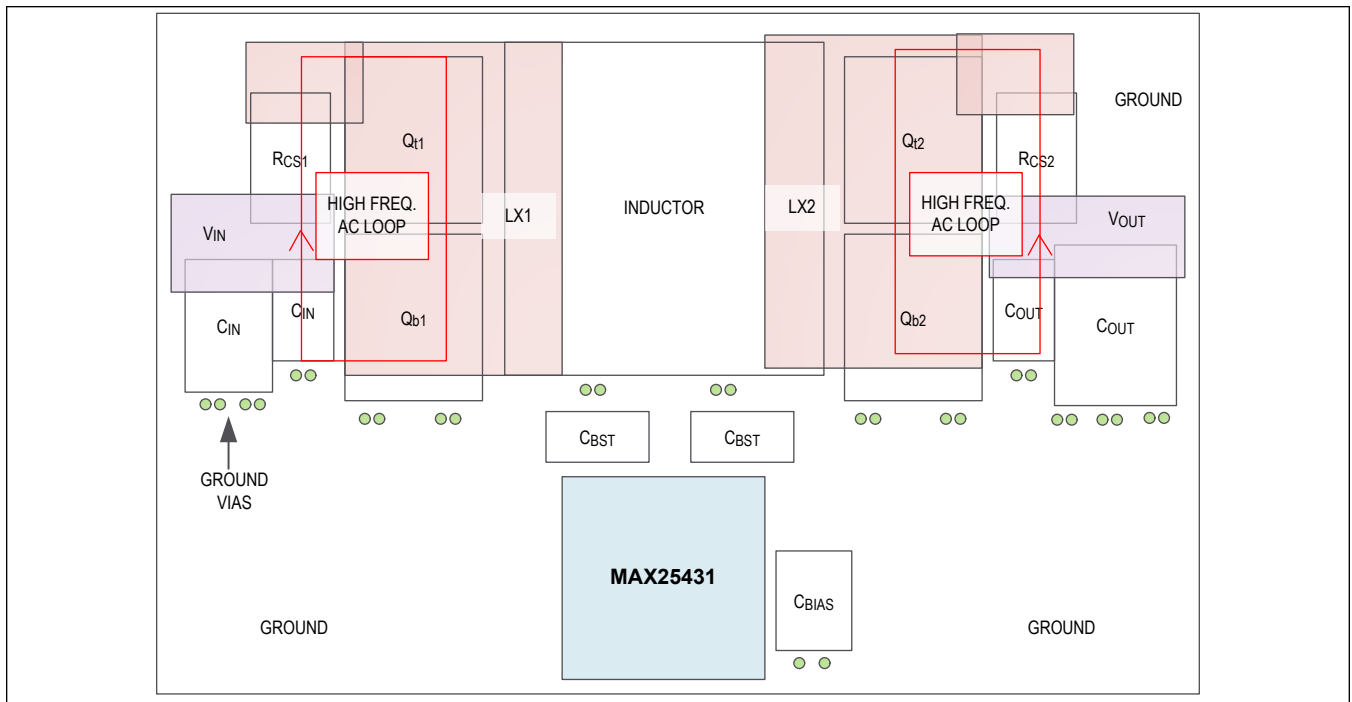 GROUND
Qt1
Qt2
RCS1
RCS2
HIGH FREQ.
AC LOOP
LX1
INDUCTOR
LX2
HIGH FREQ.
AC LOOP
VIN
VOUT
CIN
CIN
Qb1
Qb2
COUT
COUT
CBST
CBST
GROUND
VIAS
MAX25431
CBIAS
GROUND
GROUND